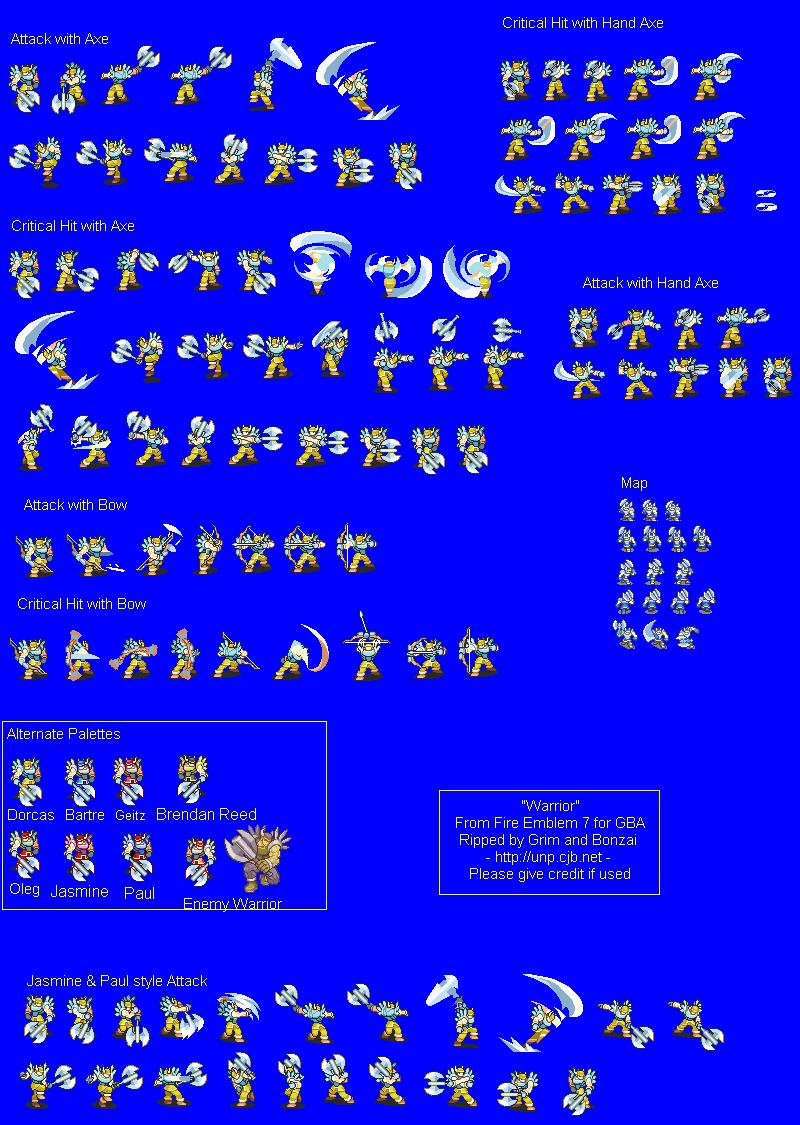 Attack with Axe
Critical Hit with Hand Axe
Critical Hit with Axe
Attack with Hand Axe
Attack with Bow
Map
Critical Hit with Bow
Alternate Palettes
Dorcas Bartre Geitz Brendan Reed
Oleg Jasmine Paul
Enemy Warrior
"Warrior"
From Fire Emblem 7 for GBA
Ripped by Grim and Bonzai
- http://unp.cjb.net -
Please give credit if used
Jasmine & Paul style Attack